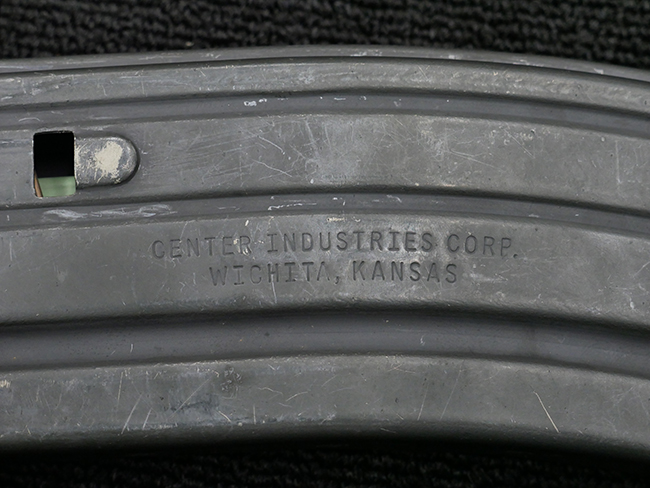 CENTER INDUSTRIES CORP.
WICHITA, KANSAS